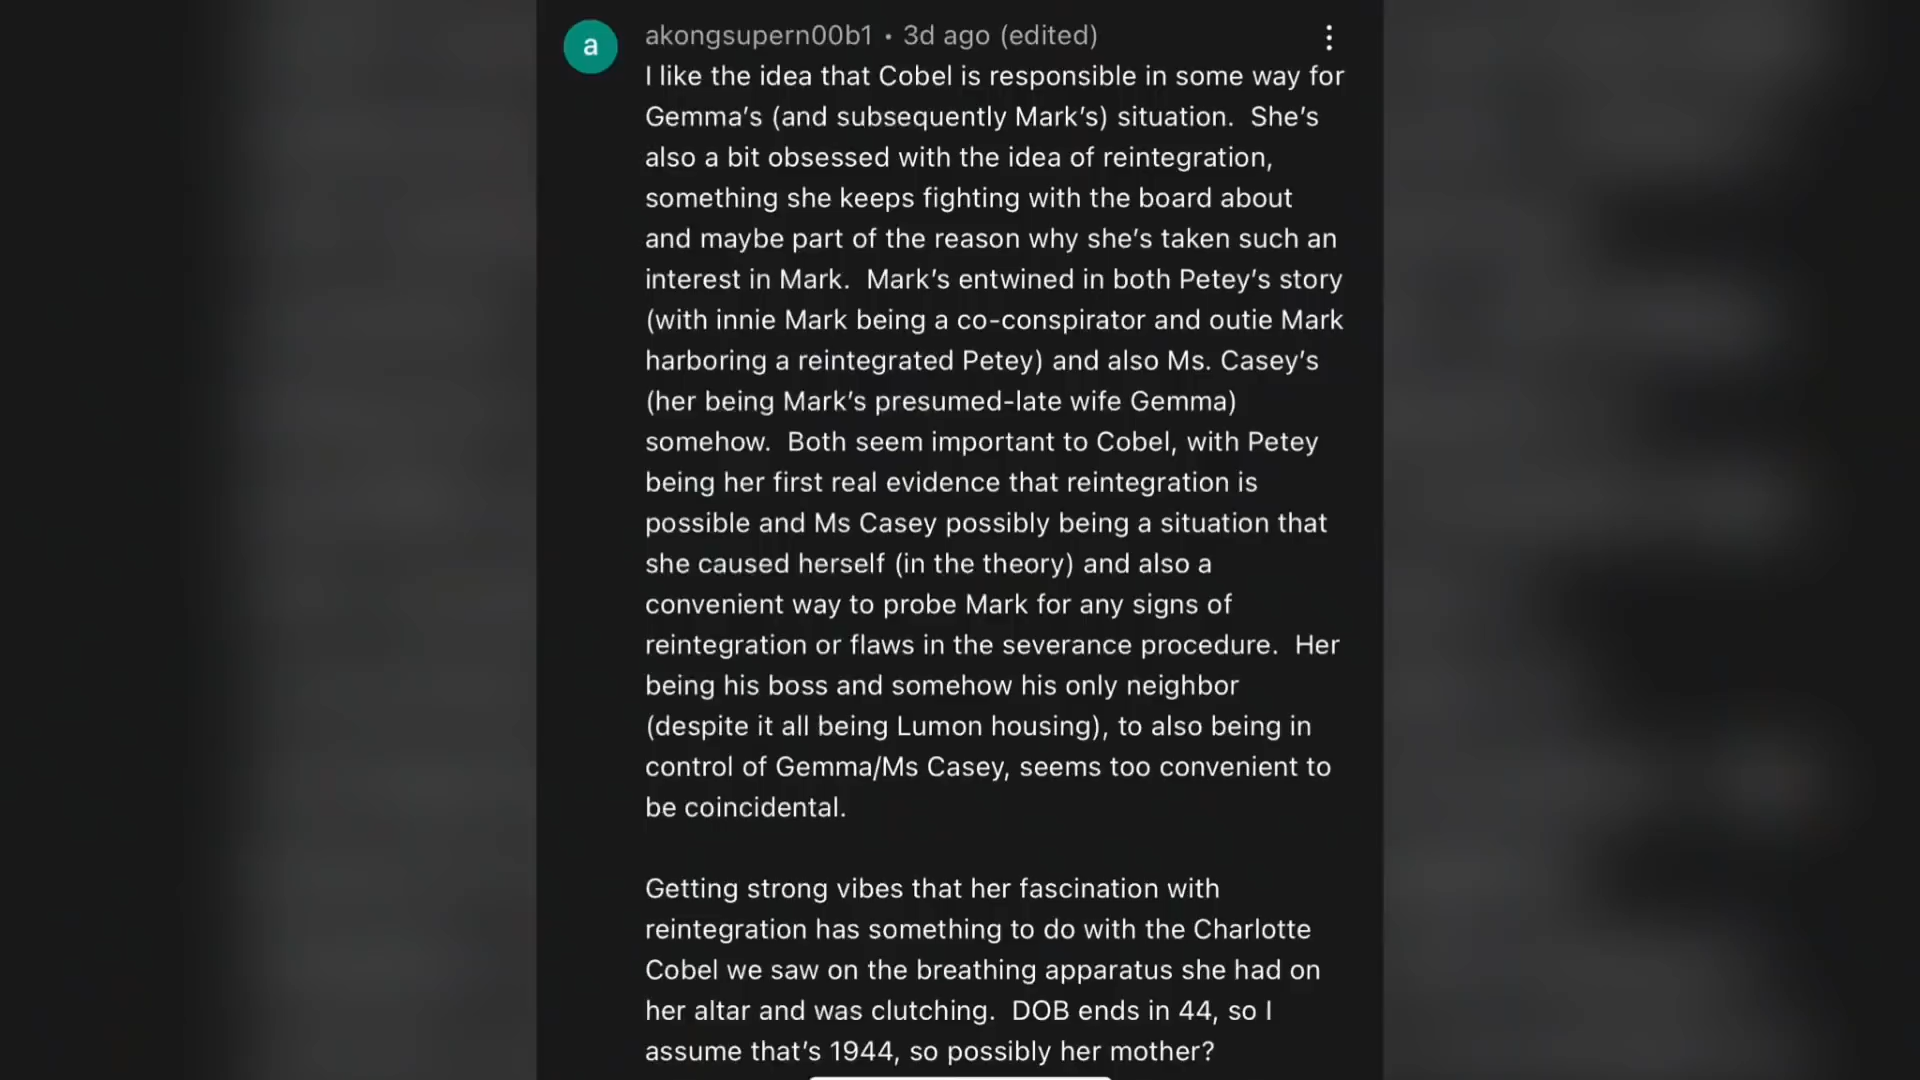 a
akongsupern00b1 • 3d ago (edited)
I like the idea that Cobel is responsible in some way for
Gemma's (and subsequently Mark's) situation.  She's
also a bit obsessed with the idea of reintegration,
something she keeps fighting with the board about
and maybe part of the reason why she's taken such an
interest in Mark.  Mark's entwined in both Petey's story
(with innie Mark being a co-conspirator and outie Mark
harboring a reintegrated Petey) and also Ms. Casey's
(her being Mark's presumed-late wife Gemma)
somehow.  Both seem important to Cobel, with Petey
being her first real evidence that reintegration is
possible and Ms Casey possibly being a situation that
she caused herself (in the theory) and also a
convenient way to probe Mark for any signs of
reintegration or flaws in the severance procedure.  Her
being his boss and somehow his only neighbor
(despite it all being Lumon housing), to also being in
control of Gemma/Ms Casey, seems too convenient to
be coincidental.
Getting strong vibes that her fascination with
reintegration has something to do with the Charlotte
Cobel we saw on the breathing apparatus she had on
her altar and was clutching.  DOB ends in 44, so I
assume that's 1944, so possibly her mother?